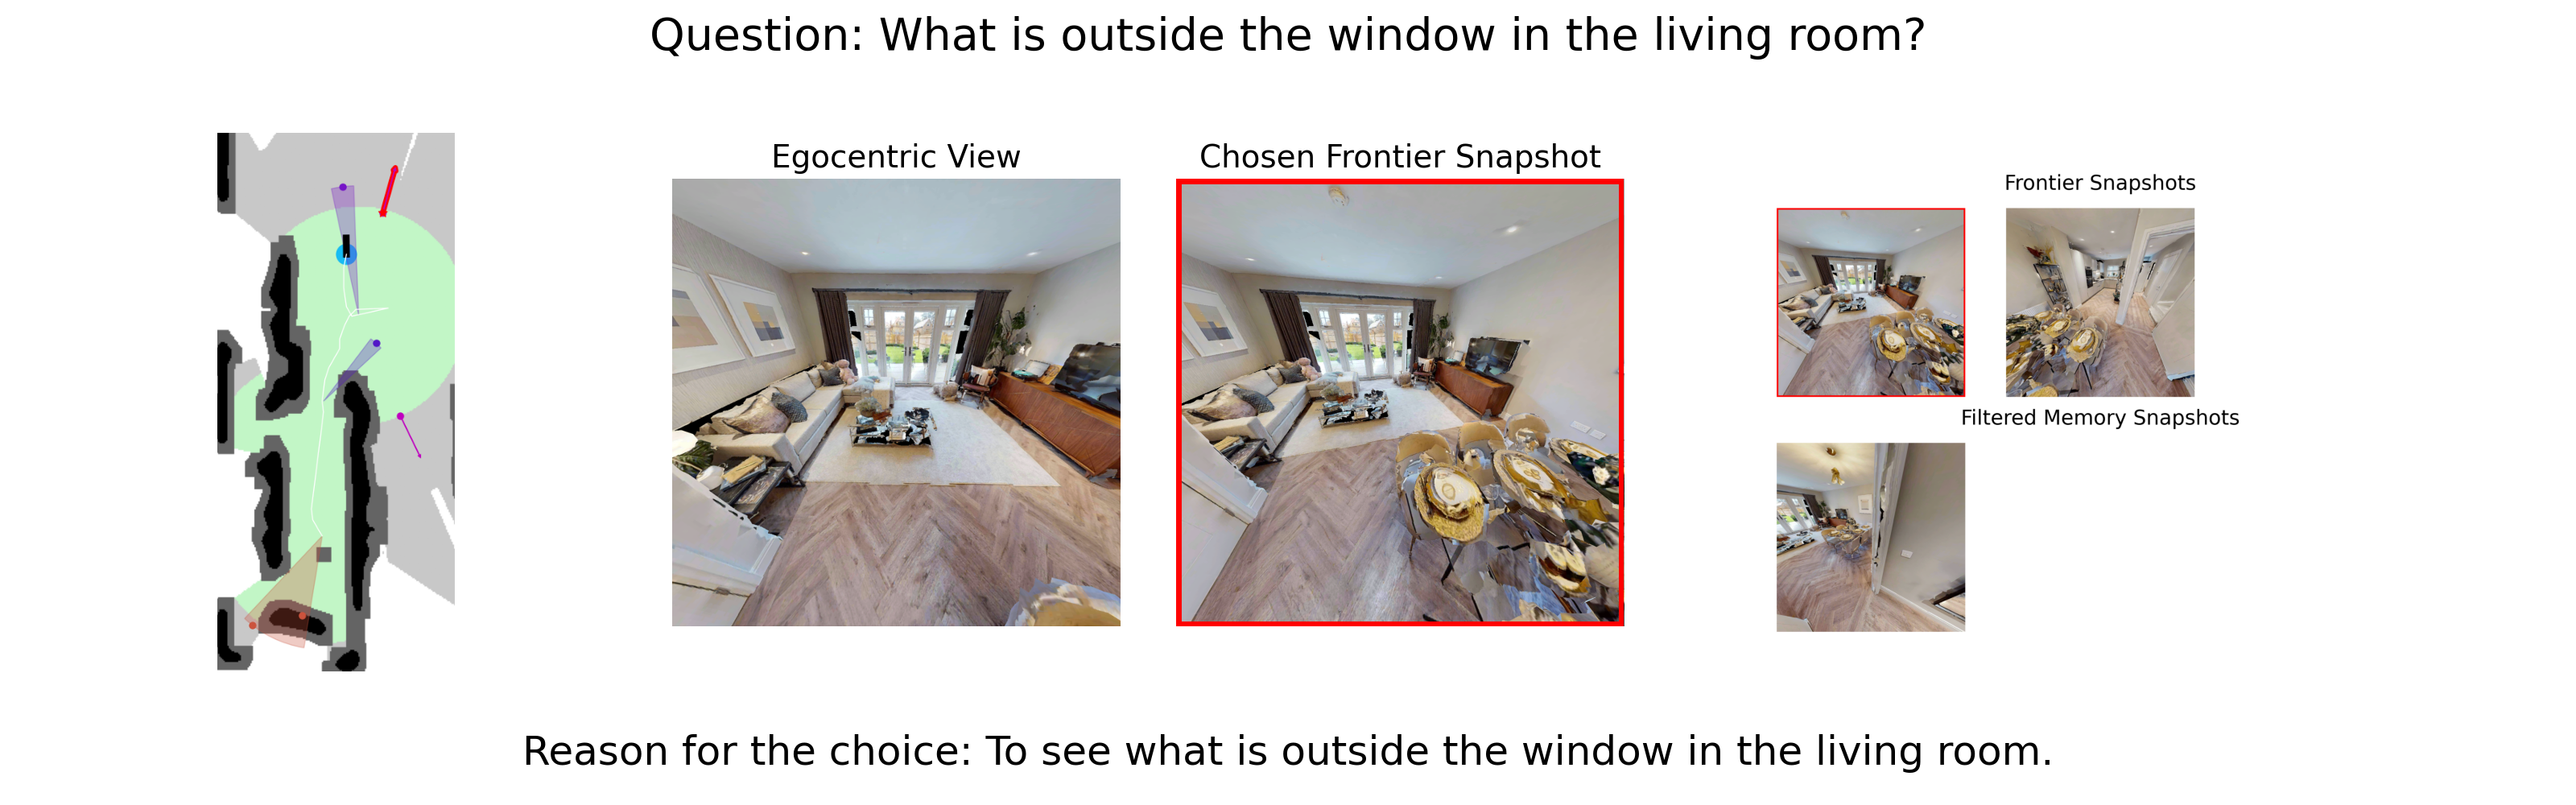 Question: What is outside the window in the living room?
Egocentric View
Chosen Frontier Snapshot
Frontier Snapshots
Filtered Memory Snapshots
Reason for the choice: To see what is outside the window in the living room.